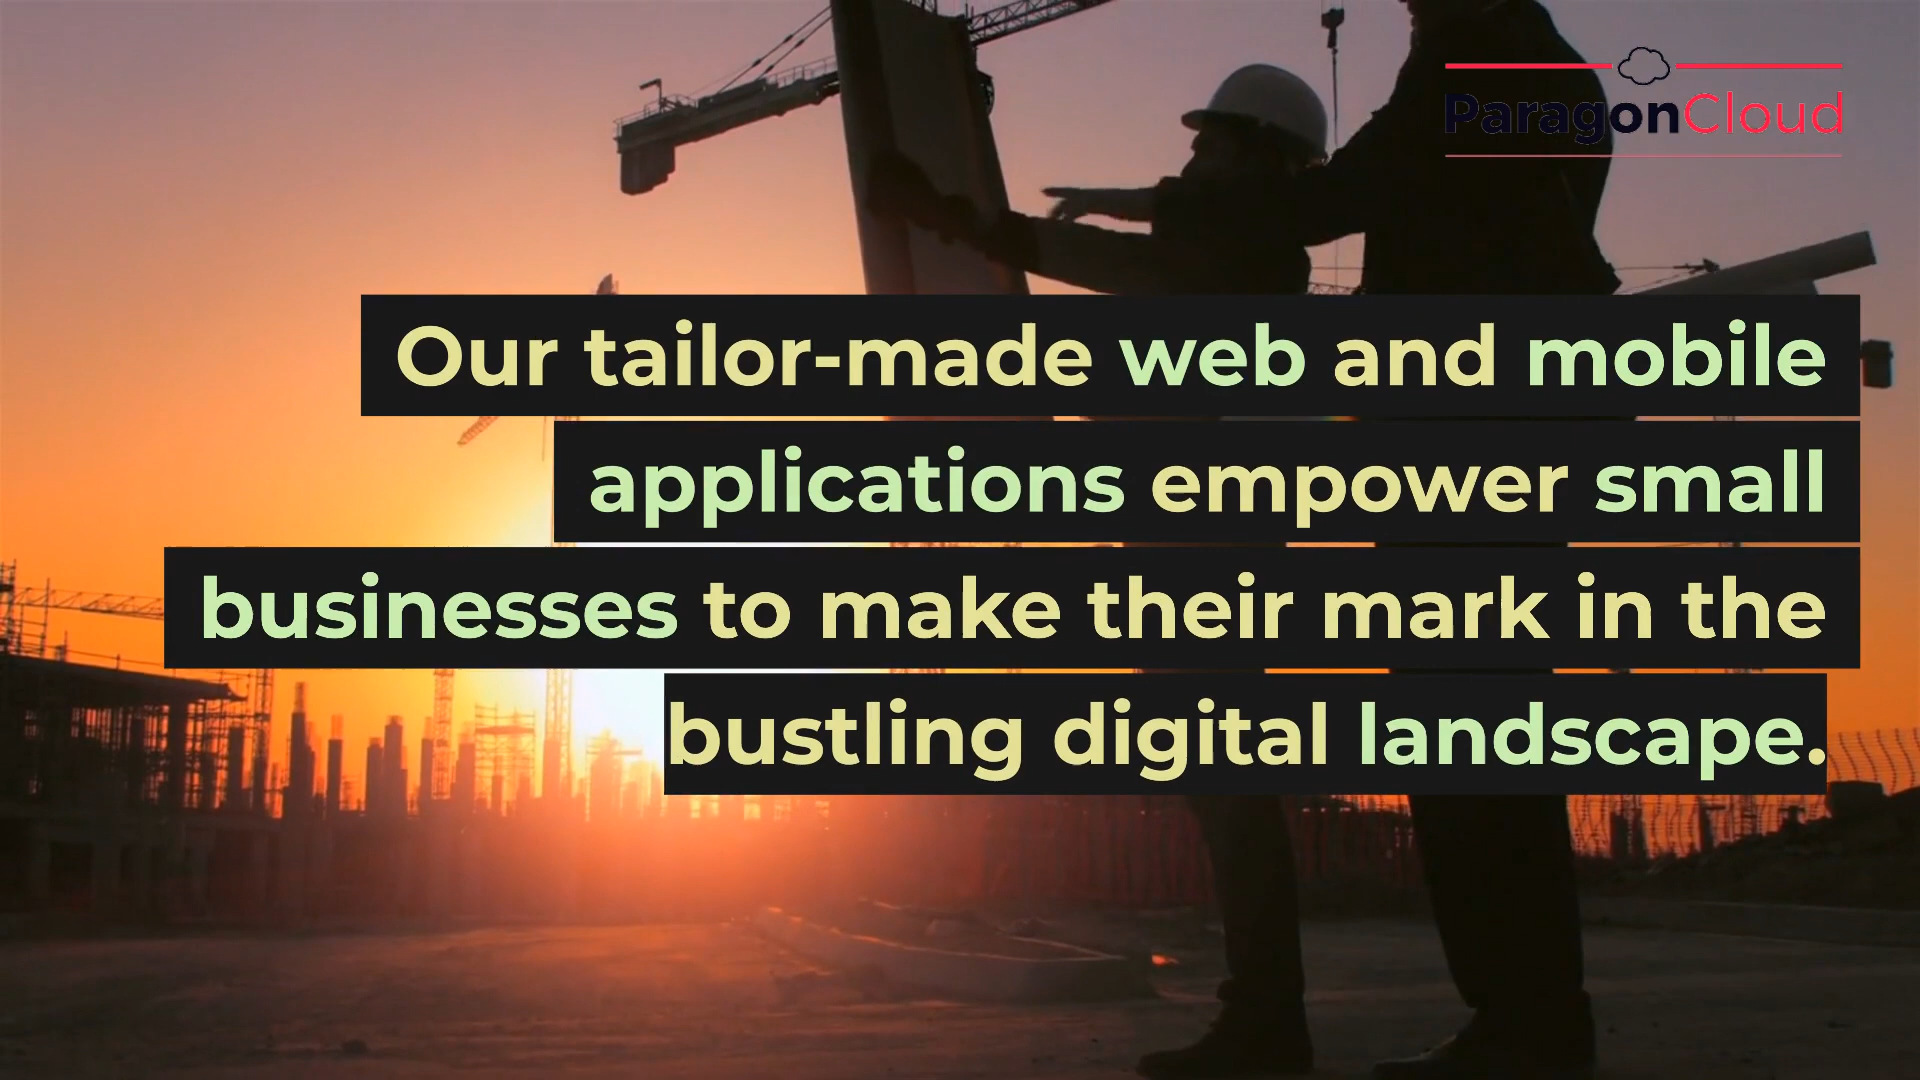 ParagonCloud
Our tailor-made web and mobile
applications empower small
businesses to make their mark in the
bustling digital landscape.